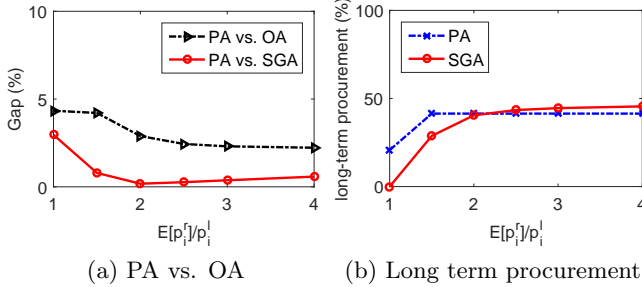 10
5
0
Gap (%)
PA vs. OA
PA vs. SGA
1 2 3 4
E[p_i^r]/p_i^l
(a) PA vs. OA
100
50
0
long-term procurement (%)
PA
SGA
1 2 3 4
E[p_i^r]/p_i^l
(b) Long term procurement